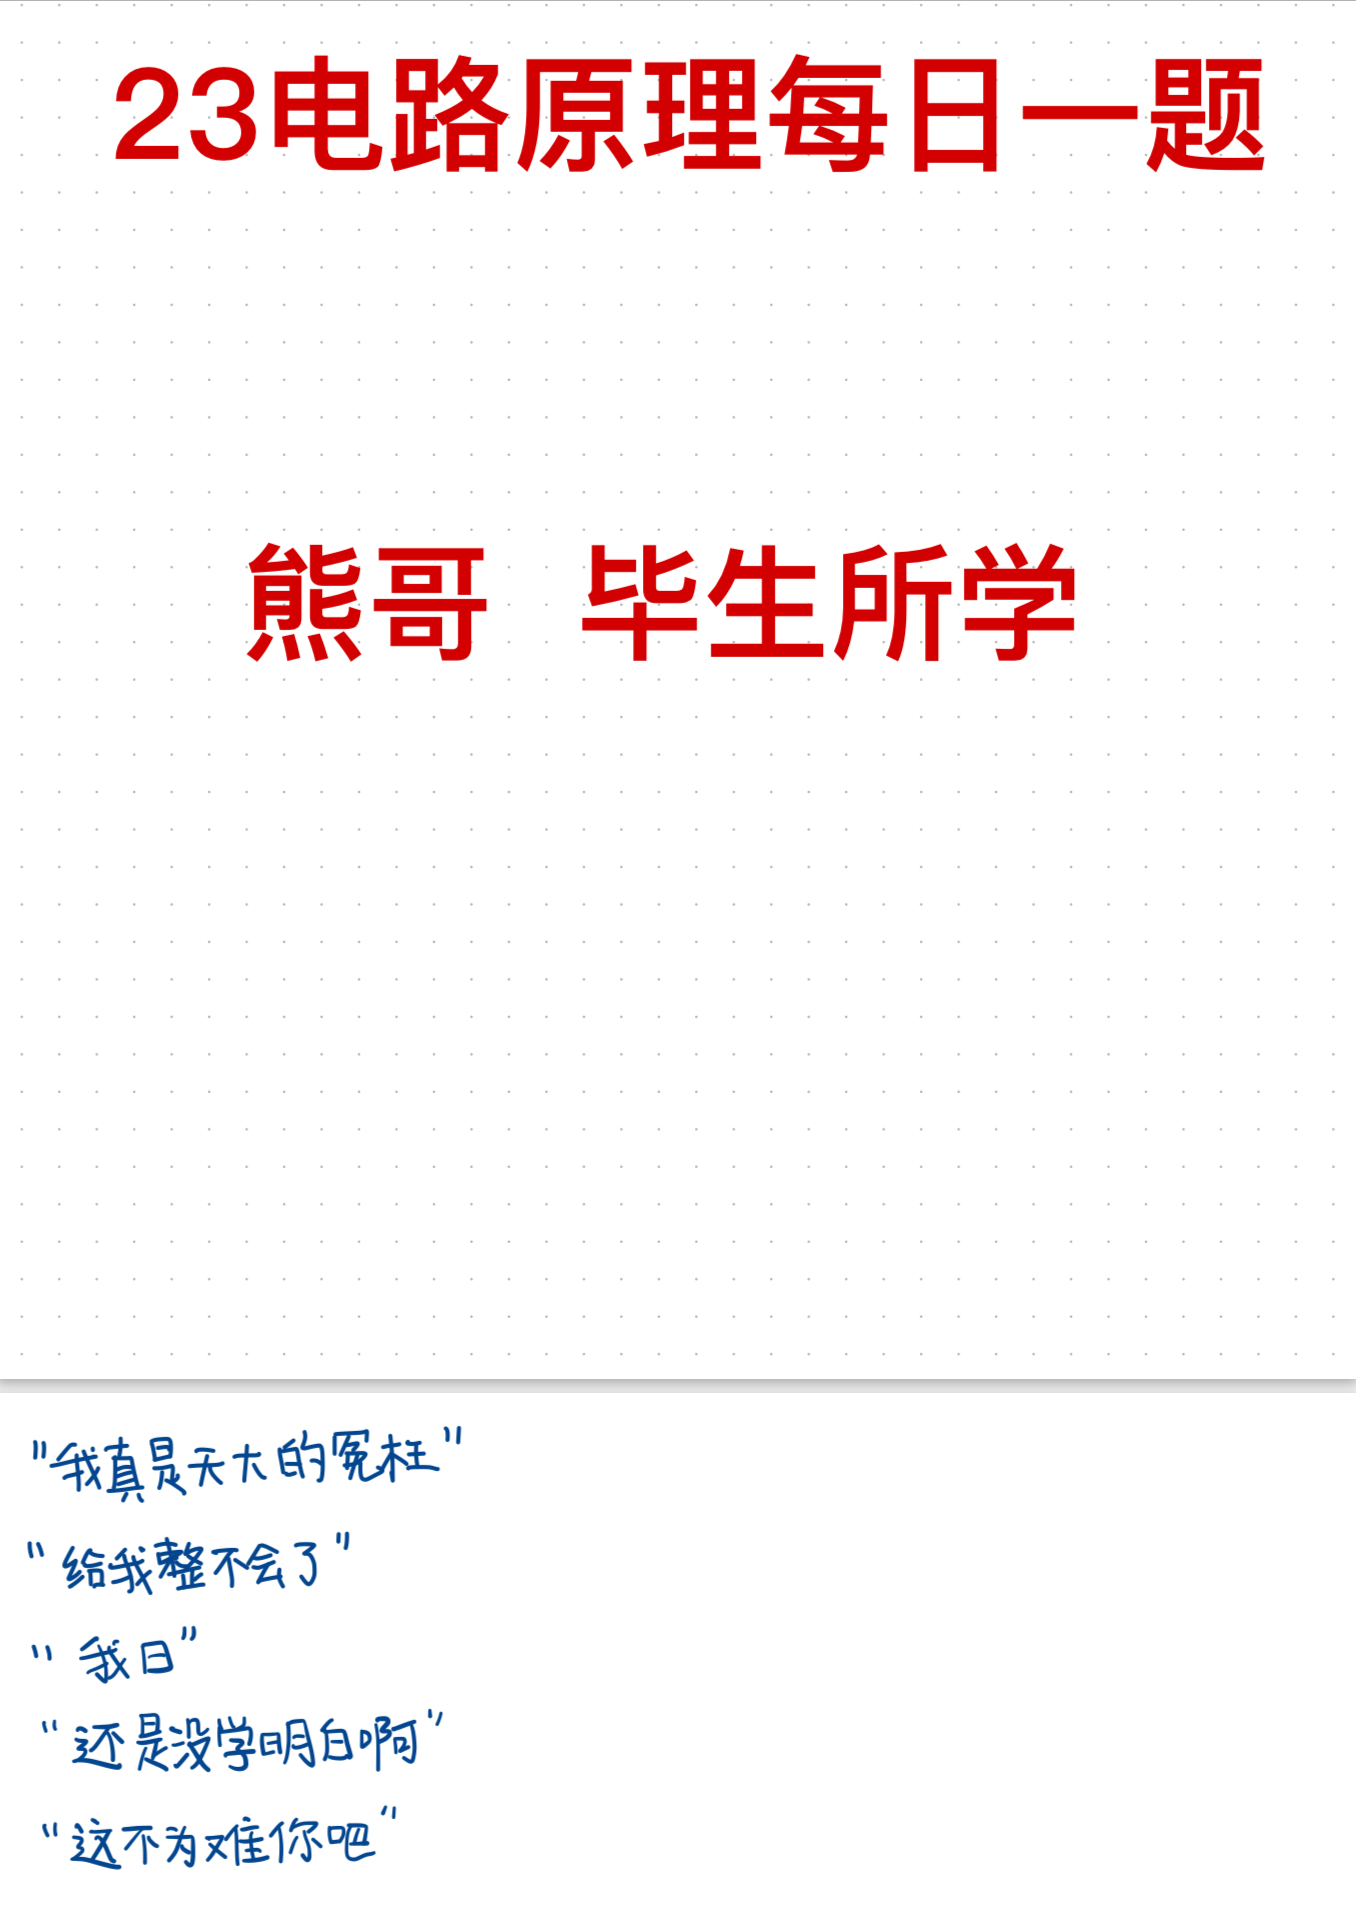 23电路原理每日一题
熊哥 毕生所学
"我真是天大的冤枉"
"给我整不会了"
"我日"
"还是没学明白啊"
"这不为难你吧"